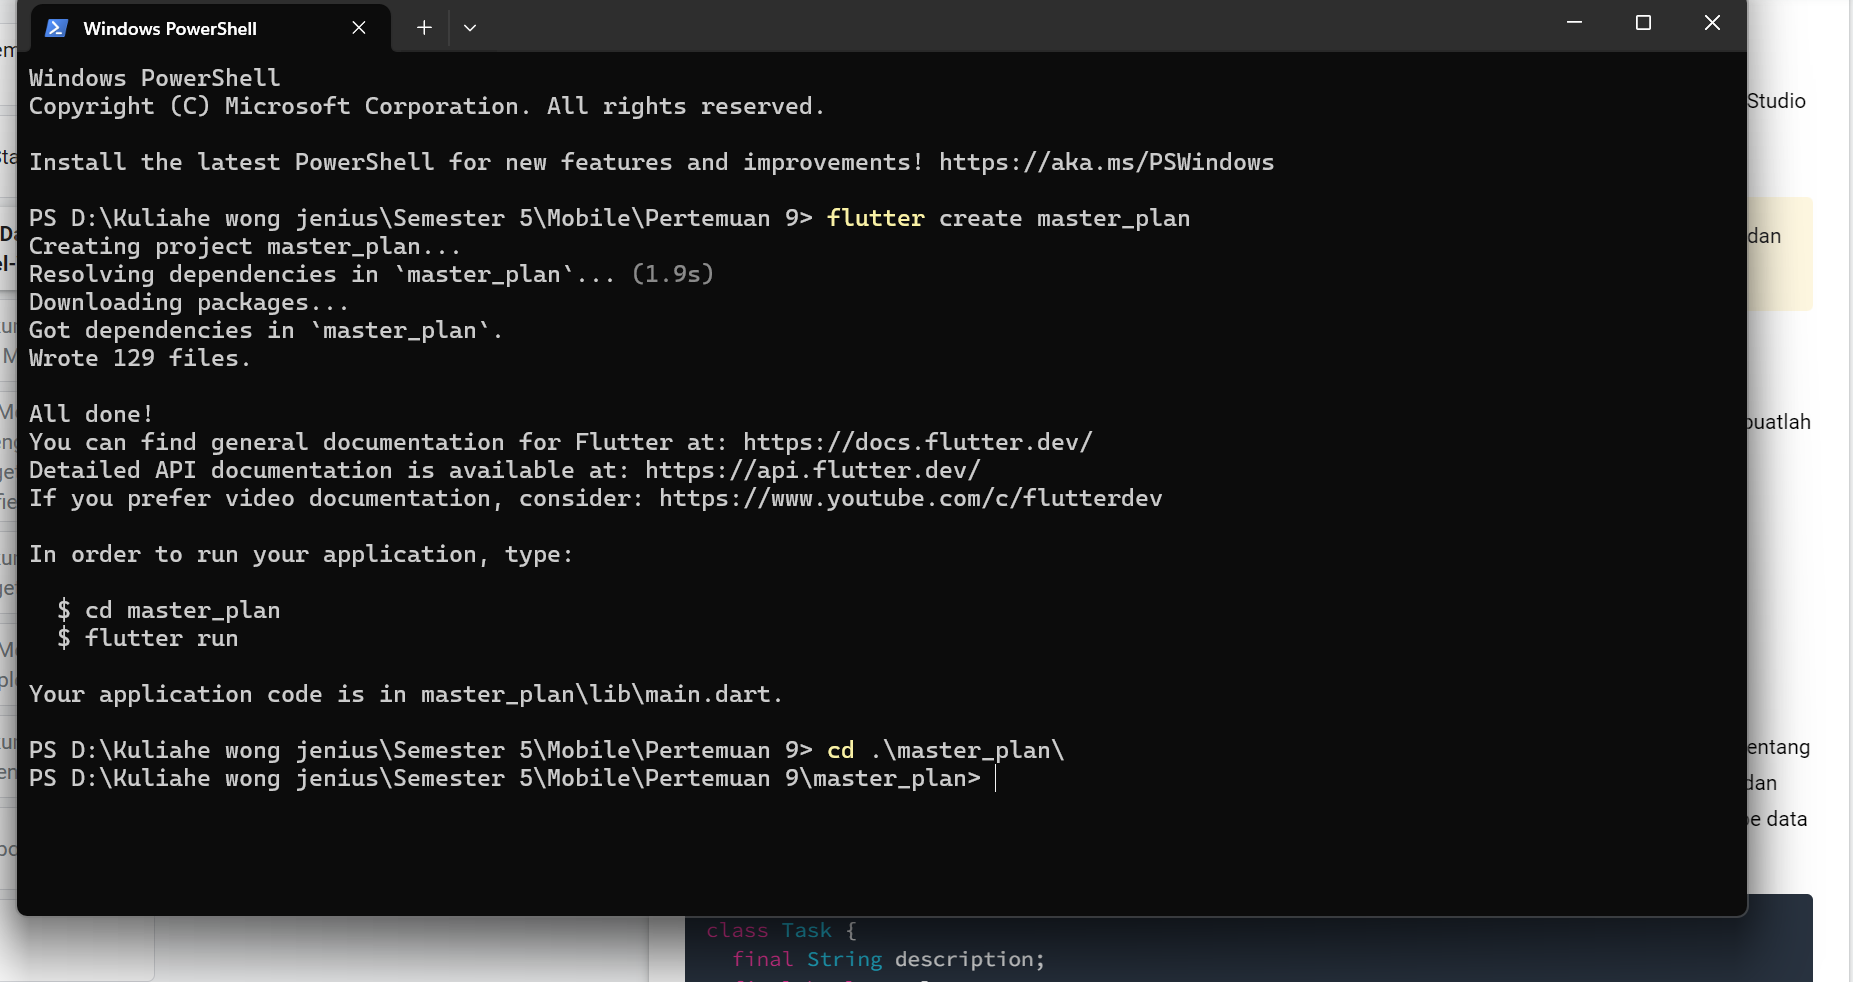 Windows PowerShell
Windows PowerShell
Copyright (C) Microsoft Corporation. All rights reserved.
Install the latest PowerShell for new features and improvements! https://aka.ms/PSWindows
PS D:\Kuliahe wong jenius\Semester 5\Mobile\Pertemuan 9> flutter create master_plan
Creating project master_plan...
Resolving dependencies in `master_plan`... (1.9s)
Downloading packages...
Got dependencies in `master_plan`.
Wrote 129 files.
All done!
You can find general documentation for Flutter at: https://docs.flutter.dev/
Detailed API documentation is available at: https://api.flutter.dev/
If you prefer video documentation, consider: https://www.youtube.com/c/flutterdev
In order to run your application, type:
$ cd master_plan
$ flutter run
Your application code is in master_plan\lib\main.dart.
PS D:\Kuliahe wong jenius\Semester 5\Mobile\Pertemuan 9> cd .\master_plan\
PS D:\Kuliahe wong jenius\Semester 5\Mobile\Pertemuan 9\master_plan>
Studio
dan
buatlah
entang
dan
pe data
class Task {
final String description;